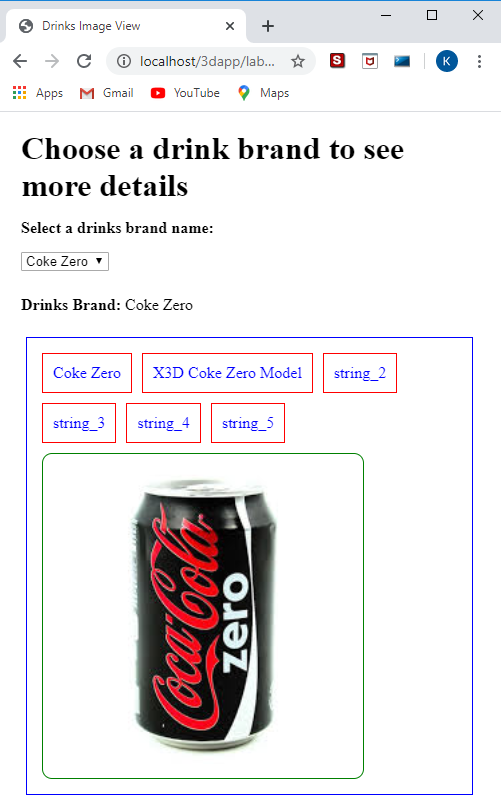 Drinks Image View
localhost/3dapp/lab...
K
Apps Gmail YouTube Maps
Choose a drink brand to see
more details
Select a drinks brand name:
Coke Zero
Drinks Brand: Coke Zero
Coke Zero X3D Coke Zero Model string_2
string_3 string_4 string_5
Coca-Cola
zero